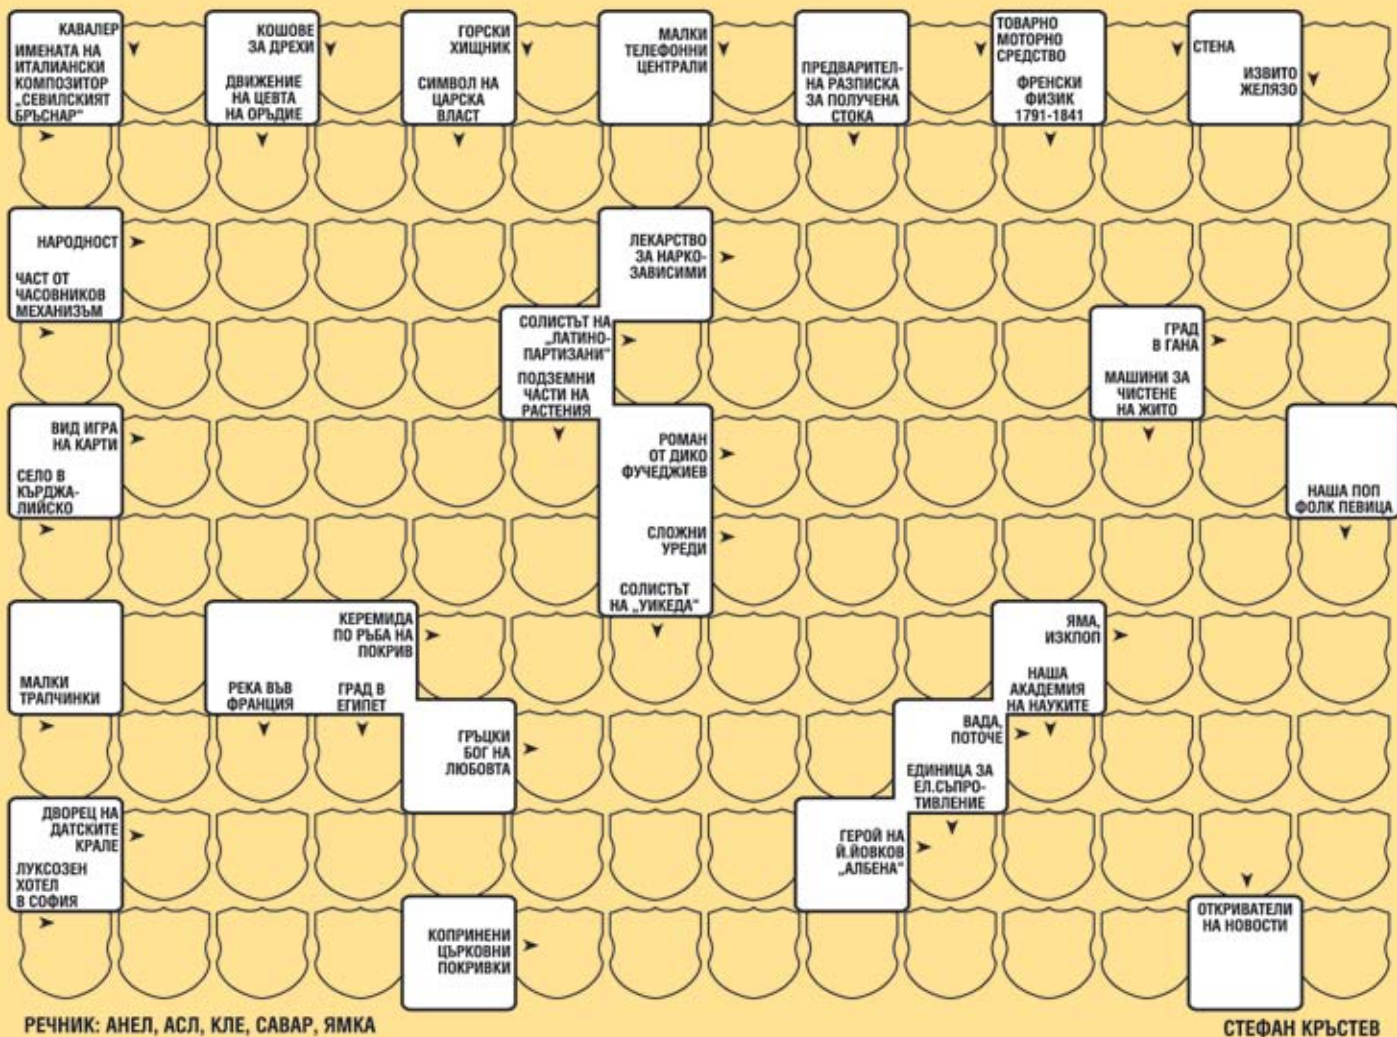 КАВАЛЕР
ИМЕНАТА НА
ИТАЛИАНСКИ
КОМПОЗИТОР
„СЕВИЛСКИЯТ
БРЪСНАР“
КОШОВЕ
ЗА ДРЕХИ
ДВИЖЕНИЕ
НА ЦЕВТА
НА ОРЪДИЕ
ГОРСКИ
ХИЩНИК
СИМВОЛ НА
ЦАРСКА
ВЛАСТ
МАЛКИ
ТЕЛЕФОННИ
ЦЕНТРАЛИ
ПРЕДВАРИТЕЛ-
НА РАЗПИСКА
ЗА ПОЛУЧЕНА
СТОКА
ТОВАРНО
МОТОРНО
СРЕДСТВО
ФРЕНСКИ
ФИЗИК
1791-1841
СТЕНА
ИЗВИТО
ЖЕЛЯЗО
НАРОДНОСТ
ЧАСТ ОТ
ЧАСОВНИКОВ
МЕХАНИЗЪМ
ЛЕКАРСТВО
ЗА НАРКО-
ЗАВИСИМИ
СОЛИСТЪТ НА
„ЛАТИНО-
ПАРТИЗАНИ“
ПОДЗЕМНИ
ЧАСТИ НА
РАСТЕНИЯ
ГРАД
В ГАНА
МАШИНИ ЗА
ЧИСТЕНЕ
НА ЖИТО
ВИД ИГРА
НА КАРТИ
СЕЛО В
КЪРДЖА-
ЛИЙСКО
РОМАН
ОТ ДИКО
ФУЧЕДЖИЕВ
СЛОЖНИ
УРЕДИ
СОЛИСТЪТ
НА „УИКЕДА“
НАША ПОП
ФОЛК ПЕВИЦА
МАЛКИ
ТРАПЧИНКИ
КЕРЕМИДА
ПО РЪБА НА
ПОКРИВ
РЕКА ВЪВ
ФРАНЦИЯ
ГРАД В
ЕГИПЕТ
ЯМА,
ИЗКЛОП
НАША
АКАДЕМИЯ
НА НАУКИТЕ
ГРЪЦКИ
БОГ НА
ЛЮБОВТА
ВАДА,
ПОТОЧЕ
ЕДИНИЦА ЗА
ЕЛ.СЪПРО-
ТИВЛЕНИЕ
ДВОРЕЦ НА
ДАТСКИТЕ
КРАЛЕ
ЛУКСОЗЕН
ХОТЕЛ
В СОФИЯ
ГЕРОЙ НА
Й.ЙОВКОВ
„АЛБЕНА“
КОПРИНЕНИ
ЦЪРКОВНИ
ПОКРИВКИ
ОТКРИВАТЕЛИ
НА НОВОСТИ
РЕЧНИК: АНЕЛ, АСЛ, КЛЕ, САВАР, ЯМКА
СТЕФАН КРЪСТЕВ